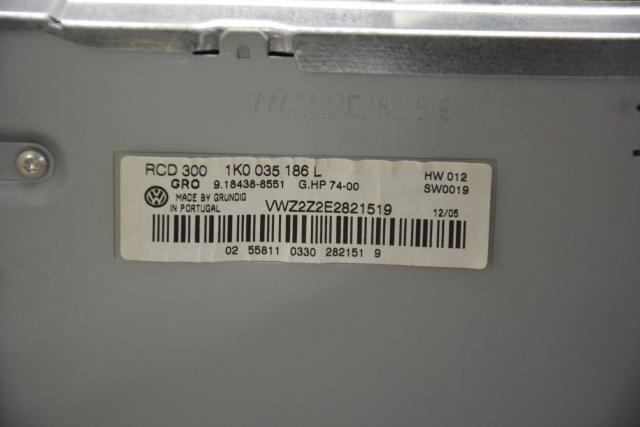 VWZ2Z2E2821519
RCD 300 1K0 035 186 L HW 012
GRO 9.18438-8551 G.HP 74-00 SW0019
MADE BY GRUNDIG
IN PORTUGAL VWZ2Z2E2821519 12/05
02 55811 0330 282151 9